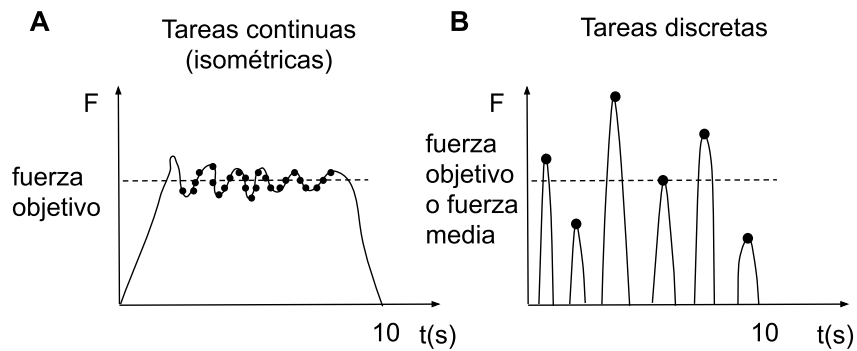 A
Tareas continuas
(isométricas)
F
fuerza
objetivo
10
t(s)
B
Tareas discretas
F
fuerza
objetivo
o fuerza
media
10
t(s)